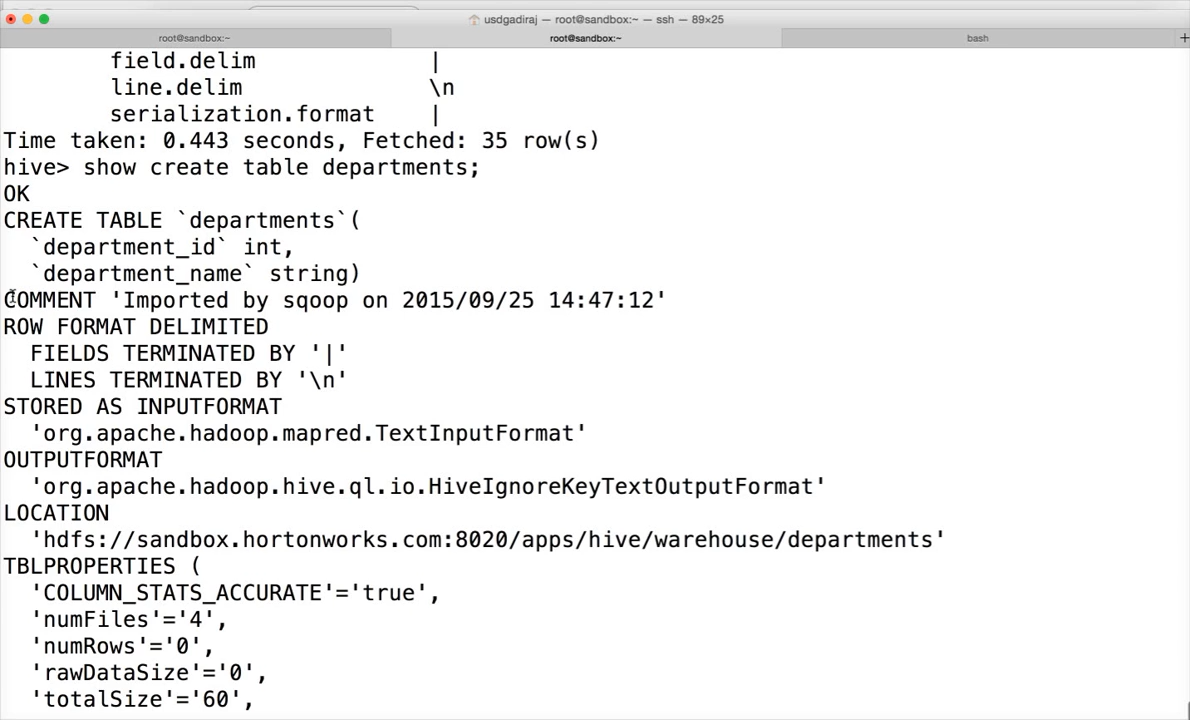 usdgadiraj — root@sandbox:~ — ssh — 89×25
root@sandbox:~ root@sandbox:~ bash +
field.delim |
line.delim \n
serialization.format |
Time taken: 0.443 seconds, Fetched: 35 row(s)
hive> show create table departments;
OK
CREATE TABLE `departments`(
`department_id` int,
`department_name` string)
COMMENT 'Imported by sqoop on 2015/09/25 14:47:12'
ROW FORMAT DELIMITED
FIELDS TERMINATED BY '|'
LINES TERMINATED BY '\n'
STORED AS INPUTFORMAT
'org.apache.hadoop.mapred.TextInputFormat'
OUTPUTFORMAT
'org.apache.hadoop.hive.ql.io.HiveIgnoreKeyTextOutputFormat'
LOCATION
'hdfs://sandbox.hortonworks.com:8020/apps/hive/warehouse/departments'
TBLPROPERTIES (
'COLUMN_STATS_ACCURATE'='true',
'numFiles'='4',
'numRows'='0',
'rawDataSize'='0',
'totalSize'='60',